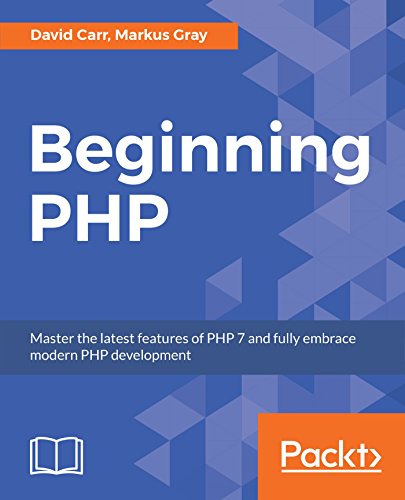 David Carr, Markus Gray
Beginning
PHP
Master the latest features of PHP 7 and fully embrace
modern PHP development
Packt>